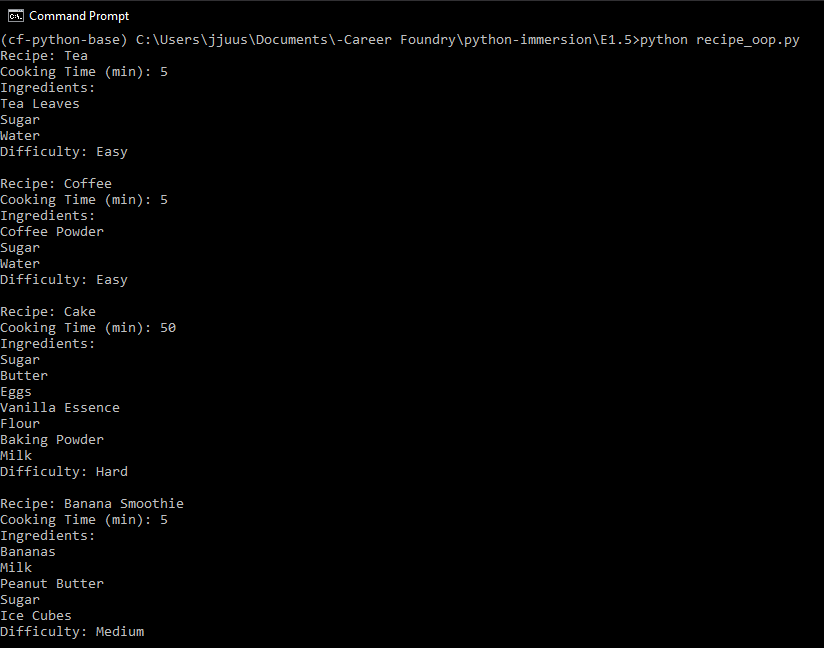 Command Prompt
(cf-python-base) C:\Users\jjuus\Documents\-Career Foundry\python-immersion\E1.5>python recipe_oop.py
Recipe: Tea
Cooking Time (min): 5
Ingredients:
Tea Leaves
Sugar
Water
Difficulty: Easy

Recipe: Coffee
Cooking Time (min): 5
Ingredients:
Coffee Powder
Sugar
Water
Difficulty: Easy

Recipe: Cake
Cooking Time (min): 50
Ingredients:
Sugar
Butter
Eggs
Vanilla Essence
Flour
Baking Powder
Milk
Difficulty: Hard

Recipe: Banana Smoothie
Cooking Time (min): 5
Ingredients:
Bananas
Milk
Peanut Butter
Sugar
Ice Cubes
Difficulty: Medium